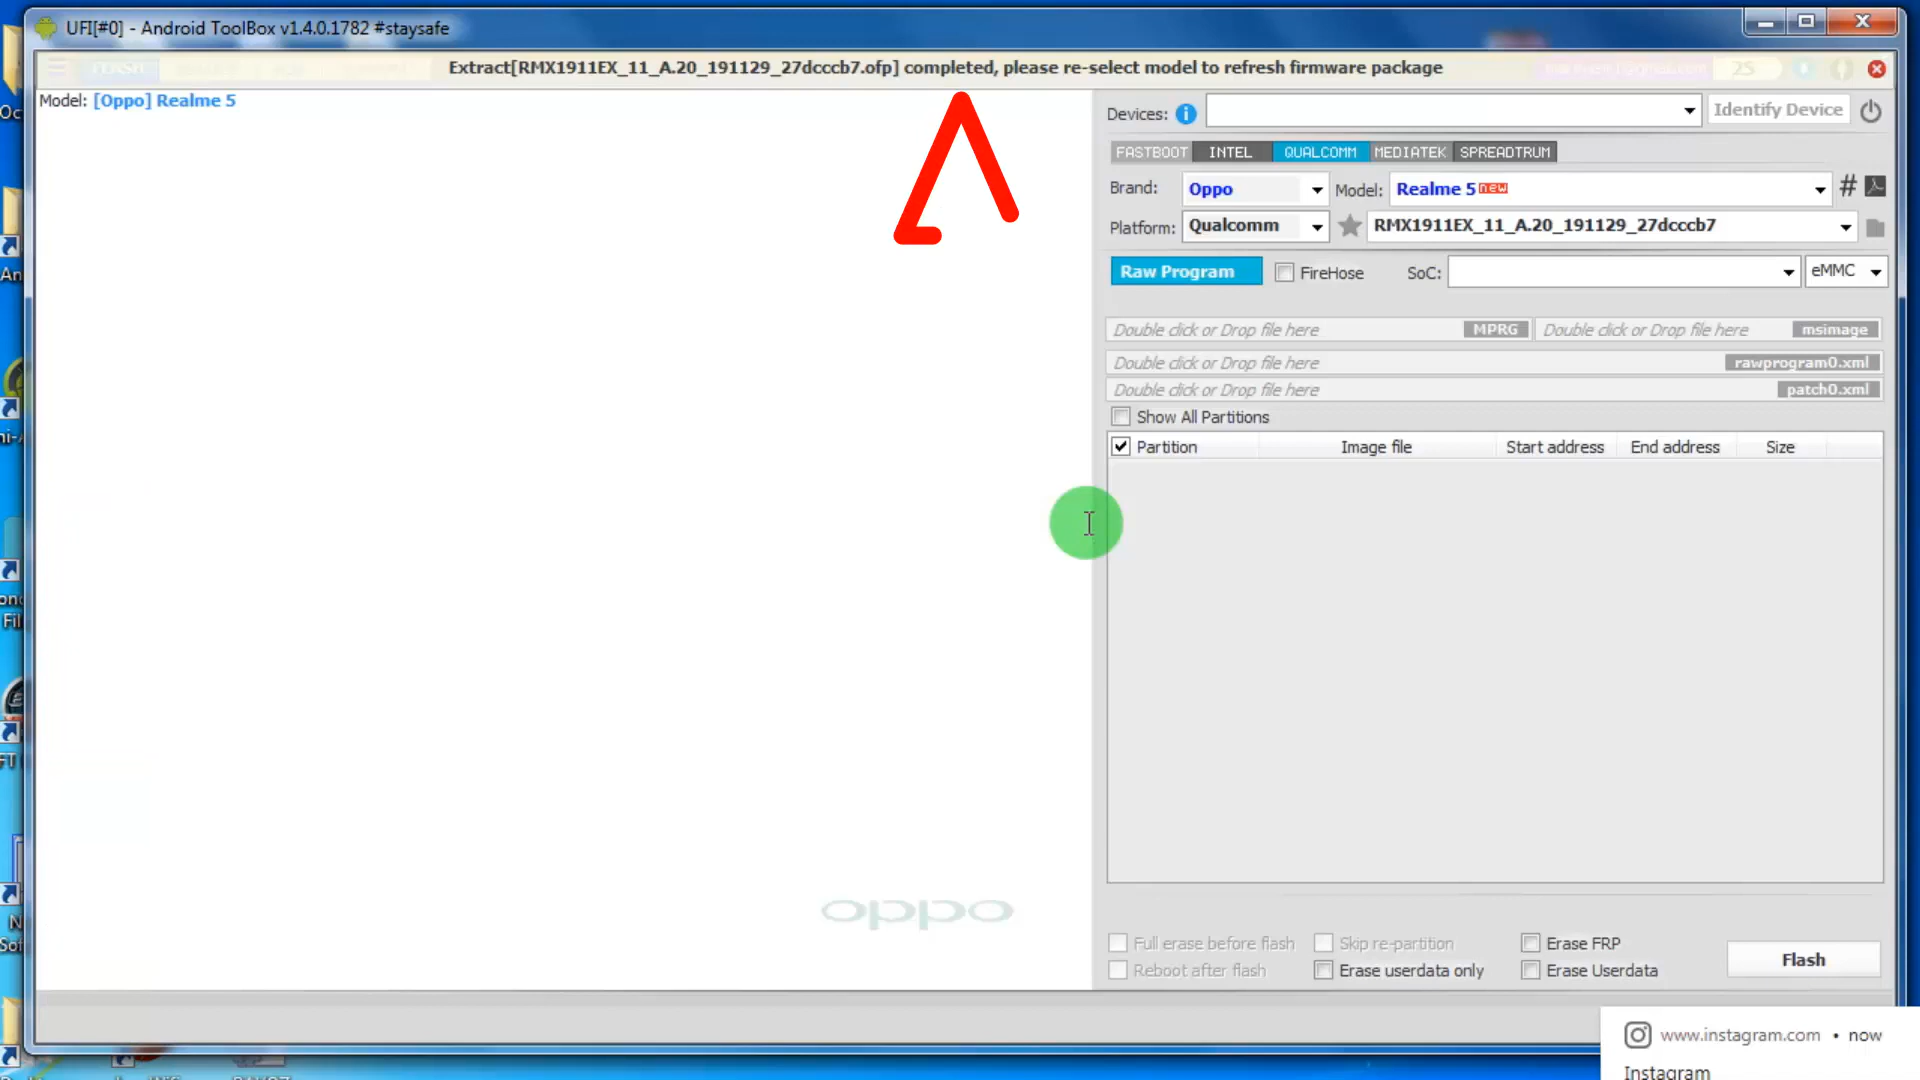 UFI[#0] - Android ToolBox v1.4.0.1782 #staysafe
Extract[RMX1911EX_11_A.20_191129_27dcccb7.ofp] completed, please re-select model to refresh firmware package
25
Model: [Oppo] Realme 5
Devices:
Identify Device
FASTBOOT INTEL QUALCOMM MEDIATEK SPREADTRUM
Brand: Oppo Model: Realme 5 new #
Platform: Qualcomm RMX1911EX_11_A.20_191129_27dcccb7
Raw Program FireHose SoC: eMMC
Double click or Drop file here MPRG Double click or Drop file here msimage
Double click or Drop file here rawprogram0.xml
Double click or Drop file here patch0.xml
Show All Partitions
Partition Image file Start address End address Size
oppo
Full erase before flash Skip re-partition Erase FRP
Reboot after flash Erase userdata only Erase Userdata
Flash
www.instagram.com • now
Instagram